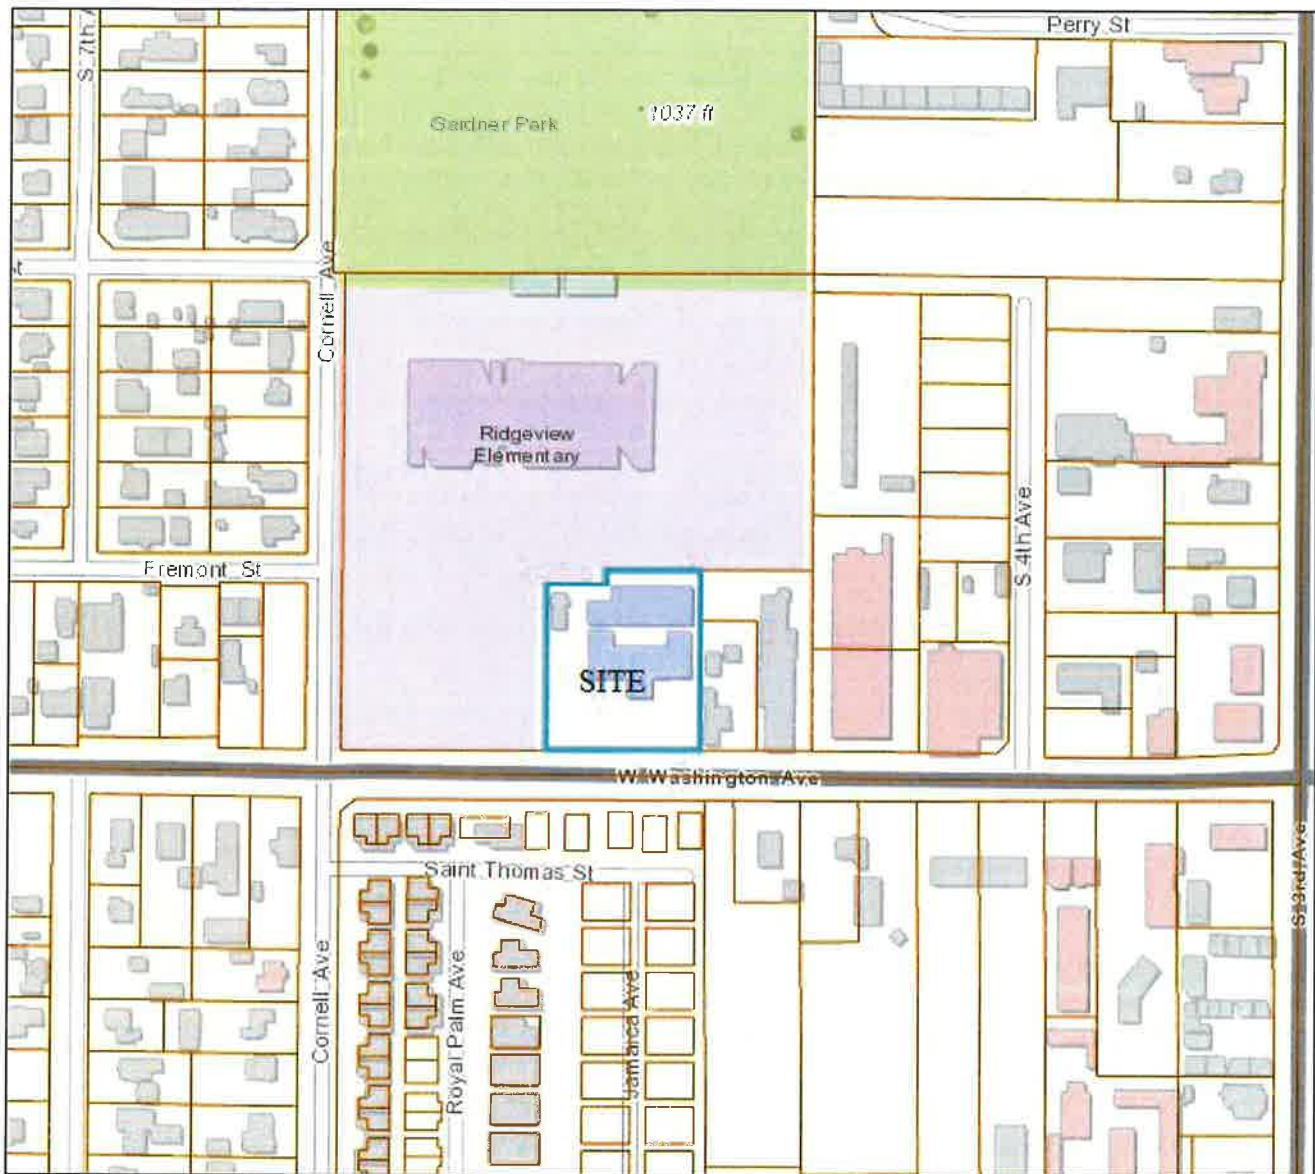 Perry St
S 7th A
Gardner Park
1037 ft
Cornell Ave
Ridgeview
Elementary
S 4th Ave
Fremont St
SITE
W Washington Ave
Saint Thomas St
S 3rd Ave
Cornell Ave
Royal Palm Ave
Jamaica Ave